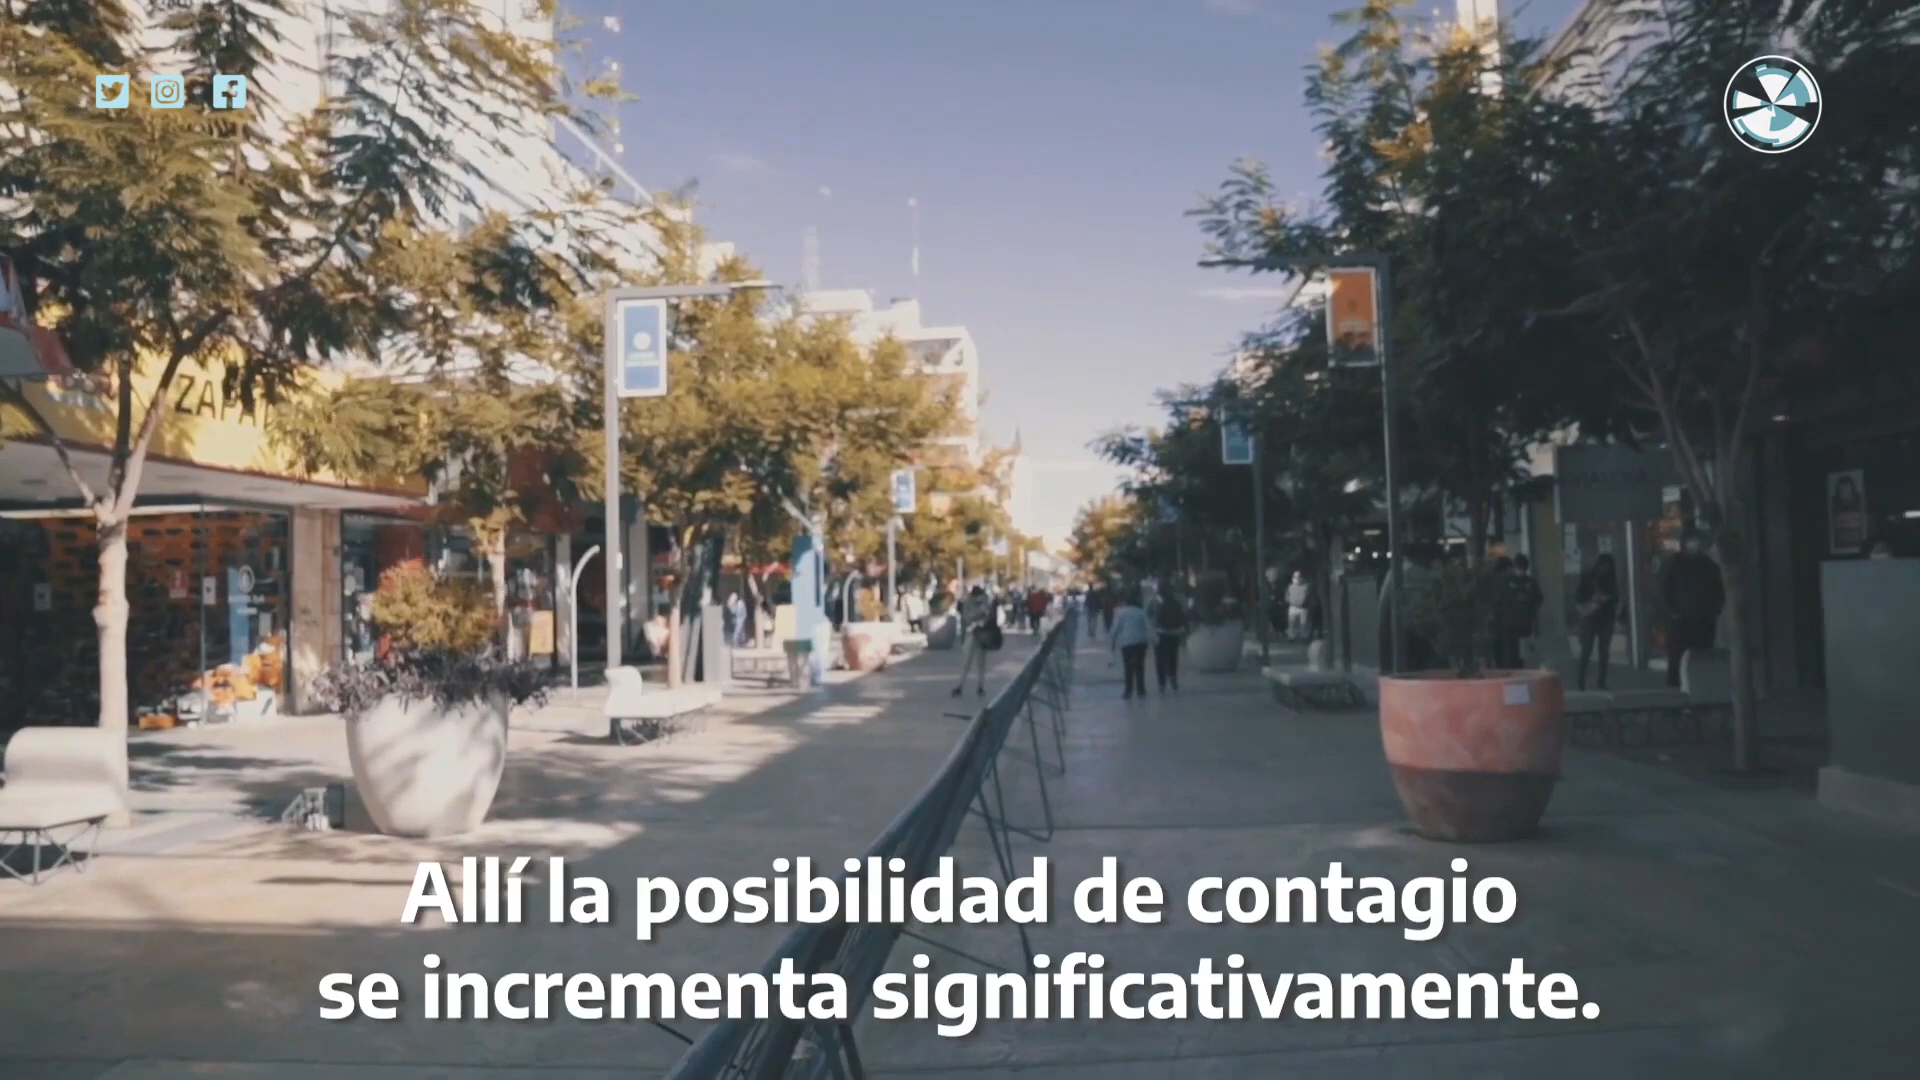 Allí la posibilidad de contagio
se incrementa significativamente.